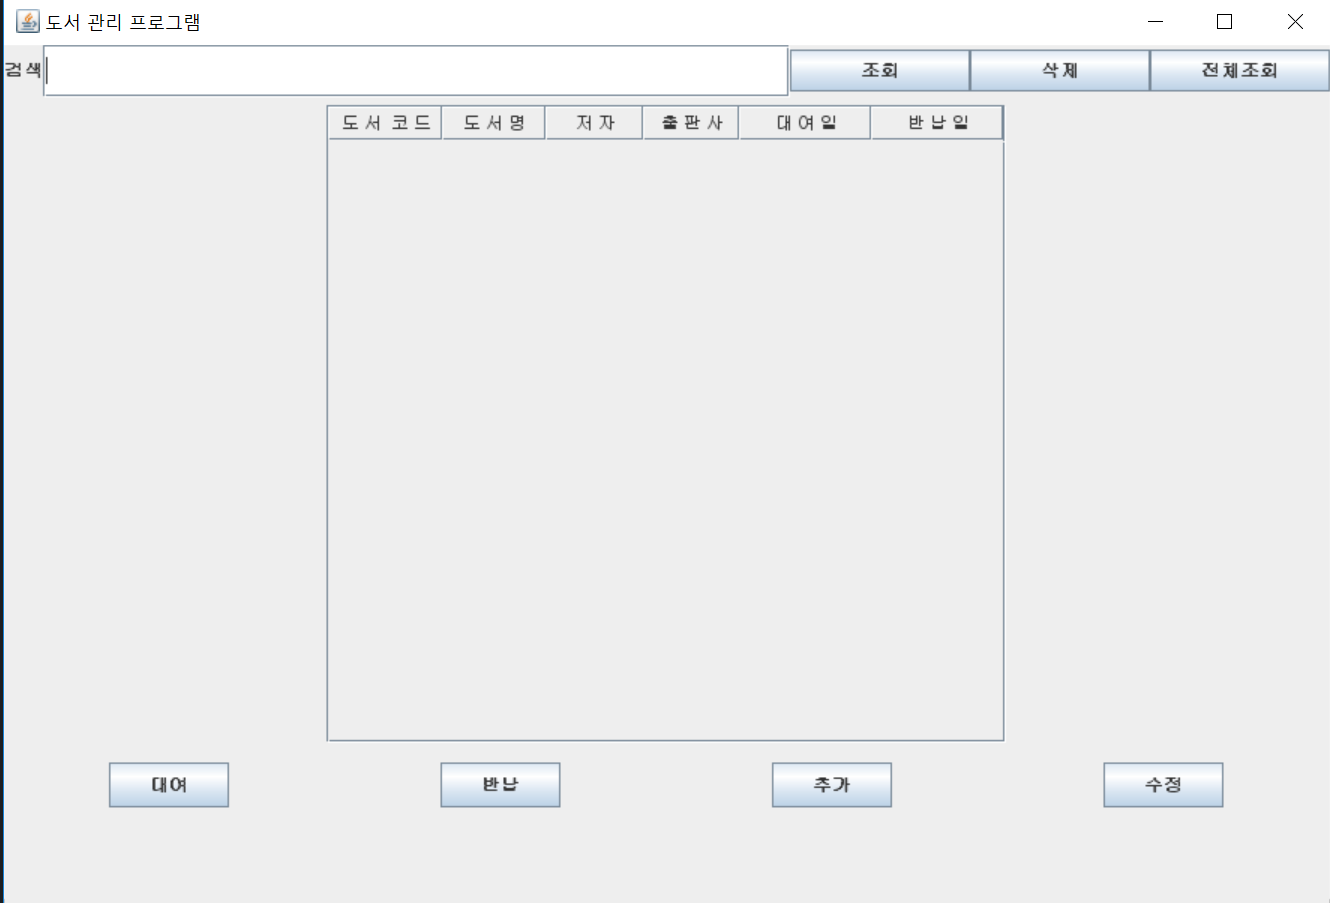 도서 관리 프로그램
검색 조회 삭제 전체조회
도서 코드 도서명 저자 출판사 대여일 반납일
대여 반납 추가 수정